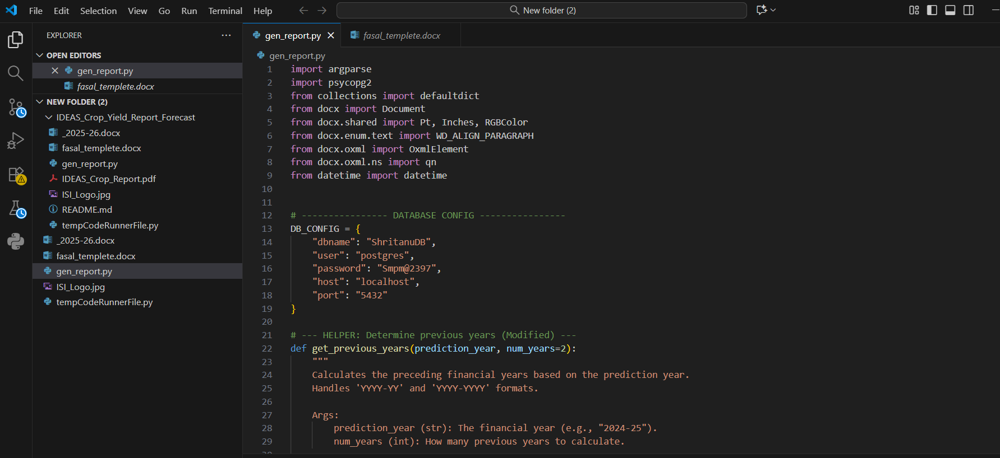 File Edit Selection View Go Run Terminal Help
New folder (2)
EXPLORER
OPEN EDITORS
gen_report.py
fasal_templete.docx
NEW FOLDER (2)
IDEAS_Crop_Yield_Report_Forecast
_2025-26.docx
fasal_templete.docx
gen_report.py
IDEAS_Crop_Report.pdf
ISI_Logo.jpg
README.md
tempCodeRunnerFile.py
_2025-26.docx
fasal_templete.docx
gen_report.py
ISI_Logo.jpg
tempCodeRunnerFile.py
gen_report.py fasal_templete.docx
gen_report.py
1 import argparse
2 import psycopg2
3 from collections import defaultdict
4 from docx import Document
5 from docx.shared import Pt, Inches, RGBColor
6 from docx.enum.text import WD_ALIGN_PARAGRAPH
7 from docx.oxml import OxmlElement
8 from docx.oxml.ns import qn
9 from datetime import datetime
10
11
12 # ---------------- DATABASE CONFIG ----------------
13 DB_CONFIG = {
14     "dbname": "ShritanuDB",
15     "user": "postgres",
16     "password": "Smpm@2397",
17     "host": "localhost",
18     "port": "5432"
19 }
20
21 # --- HELPER: Determine previous years (Modified) ---
22 def get_previous_years(prediction_year, num_years=2):
23     """
24     Calculates the preceding financial years based on the prediction year.
25     Handles 'YYYY-YY' and 'YYYY-YYYY' formats.
26
27     Args:
28         prediction_year (str): The financial year (e.g., "2024-25").
29         num_years (int): How many previous years to calculate.